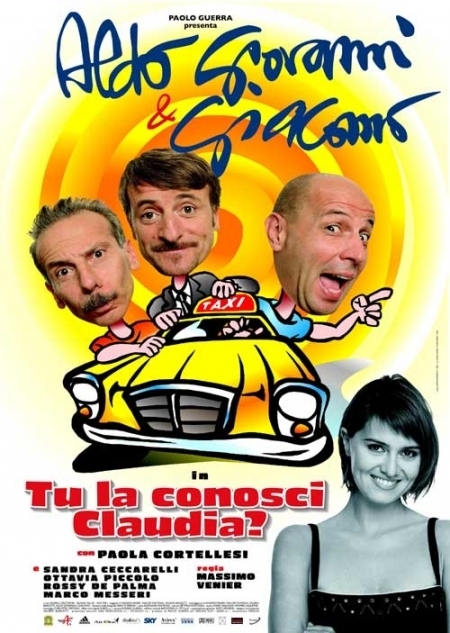 PAOLO GUERRA
presenta
Aldo Giovanni
& Giacomo
TAXI
in
Tu la conosci
Claudia?
con PAOLA CORTELLESI
e SANDRA CECCARELLI
OTTAVIA PICCOLO
ROSSY DE PALMA
MARCO MESSERI
regia
MASSIMO
VENIER
sky